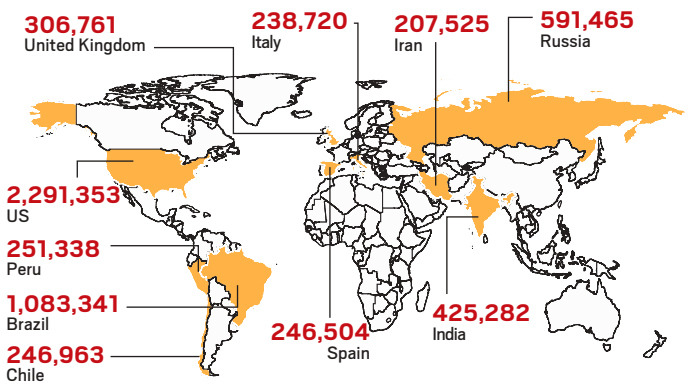 306,761
United Kingdom
238,720
Italy
207,525
Iran
591,465
Russia
2,291,353
US
251,338
Peru
1,083,341
Brazil
246,963
Chile
246,504
Spain
425,282
India